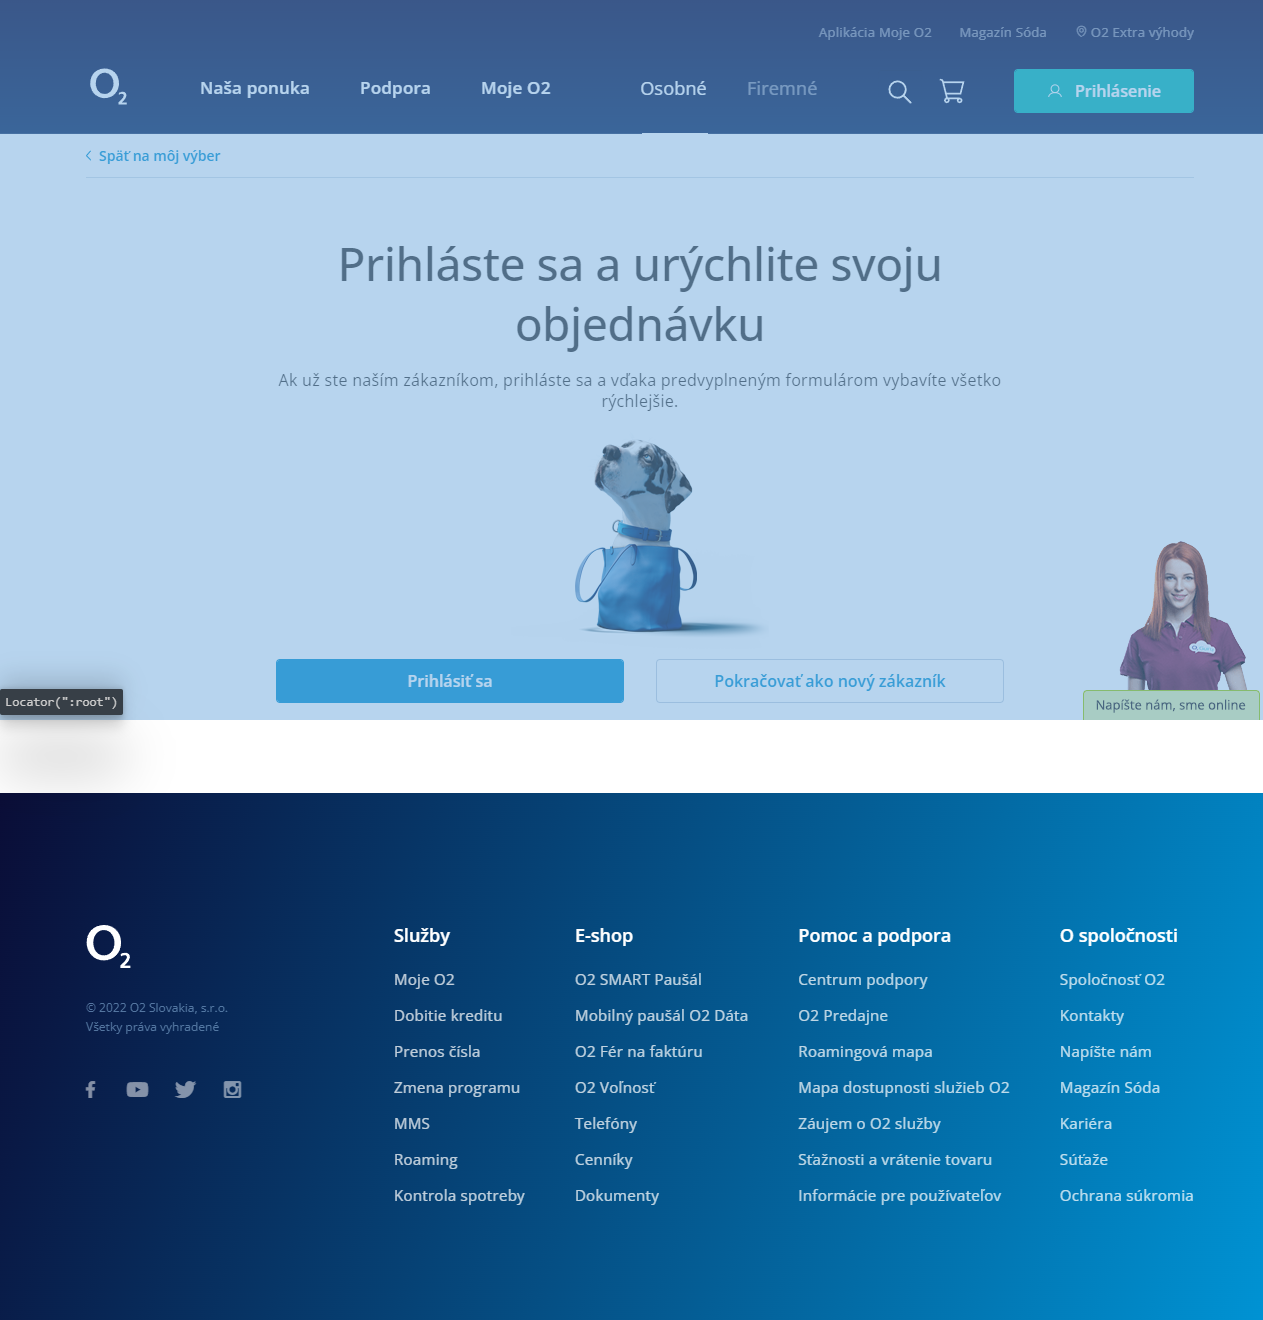 Aplikácia Moje O2
Magazín Sóda
O2 Extra výhody
O2
Naša ponuka
Podpora
Moje O2
Osobné
Firemné
Prihlásenie
Späť na môj výber
Prihláste sa a urýchlite svoju
objednávku
Ak už ste naším zákazníkom, prihláste sa a vďaka predvyplneným formulárom vybavíte všetko
rýchlejšie.
Prihlásiť sa
Pokračovať ako nový zákazník
Locator(":root")
Napíšte nám, sme online
O2
© 2022 O2 Slovakia, s.r.o.
Všetky práva vyhradené
Služby
Moje O2
Dobitie kreditu
Prenos čísla
Zmena programu
MMS
Roaming
Kontrola spotreby
E-shop
O2 SMART Paušál
Mobilný paušál O2 Dáta
O2 Fér na faktúru
O2 Voľnosť
Telefóny
Cenníky
Dokumenty
Pomoc a podpora
Centrum podpory
O2 Predajne
Roamingová mapa
Mapa dostupnosti služieb O2
Záujem o O2 služby
Sťažnosti a vrátenie tovaru
Informácie pre používateľov
O spoločnosti
Spoločnosť O2
Kontakty
Napíšte nám
Magazín Sóda
Kariéra
Súťaže
Ochrana súkromia